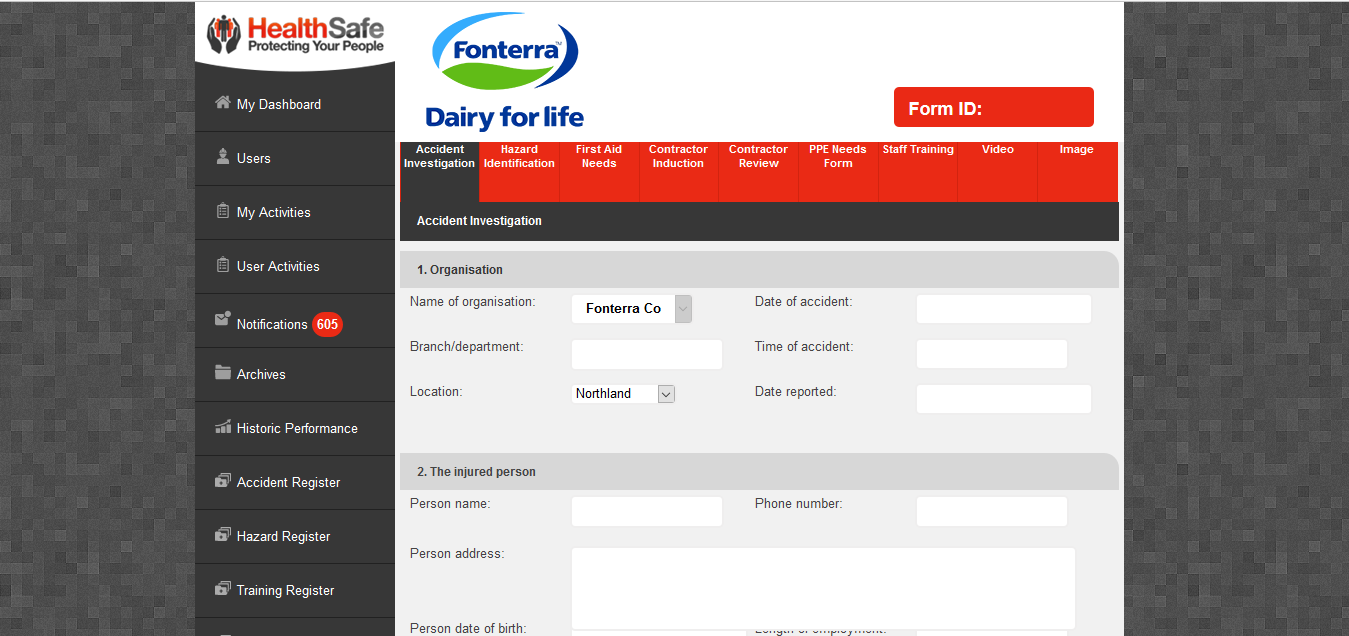 HealthSafe
Protecting Your People
My Dashboard
Users
My Activities
User Activities
Notifications 605
Archives
Historic Performance
Accident Register
Hazard Register
Training Register
Fonterra™
Dairy for life
Form ID:
Accident Investigation
Hazard Identification
First Aid Needs
Contractor Induction
Contractor Review
PPE Needs Form
Staff Training
Video
Image
Accident Investigation
1. Organisation
Name of organisation: Fonterra Co
Date of accident:
Branch/department:
Time of accident:
Location: Northland
Date reported:
2. The injured person
Person name:
Phone number:
Person address:
Person date of birth:
Length of employment: